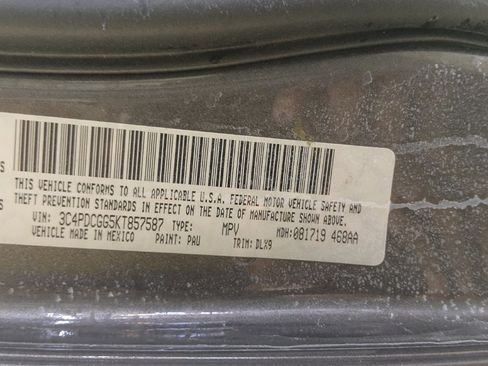 S
THIS VEHICLE CONFORMS TO ALL APPLICABLE U.S.A. FEDERAL MOTOR VEHICLE SAFETY AND
S THEFT PREVENTION STANDARDS IN EFFECT ON THE DATE OF MANUFACTURE SHOWN ABOVE.
VIN: 3C4PDCGG5KT857587 TYPE: MPV MDH: 081719 468AA
VEHICLE MADE IN MEXICO PAINT: PAU TRIM: DLX9